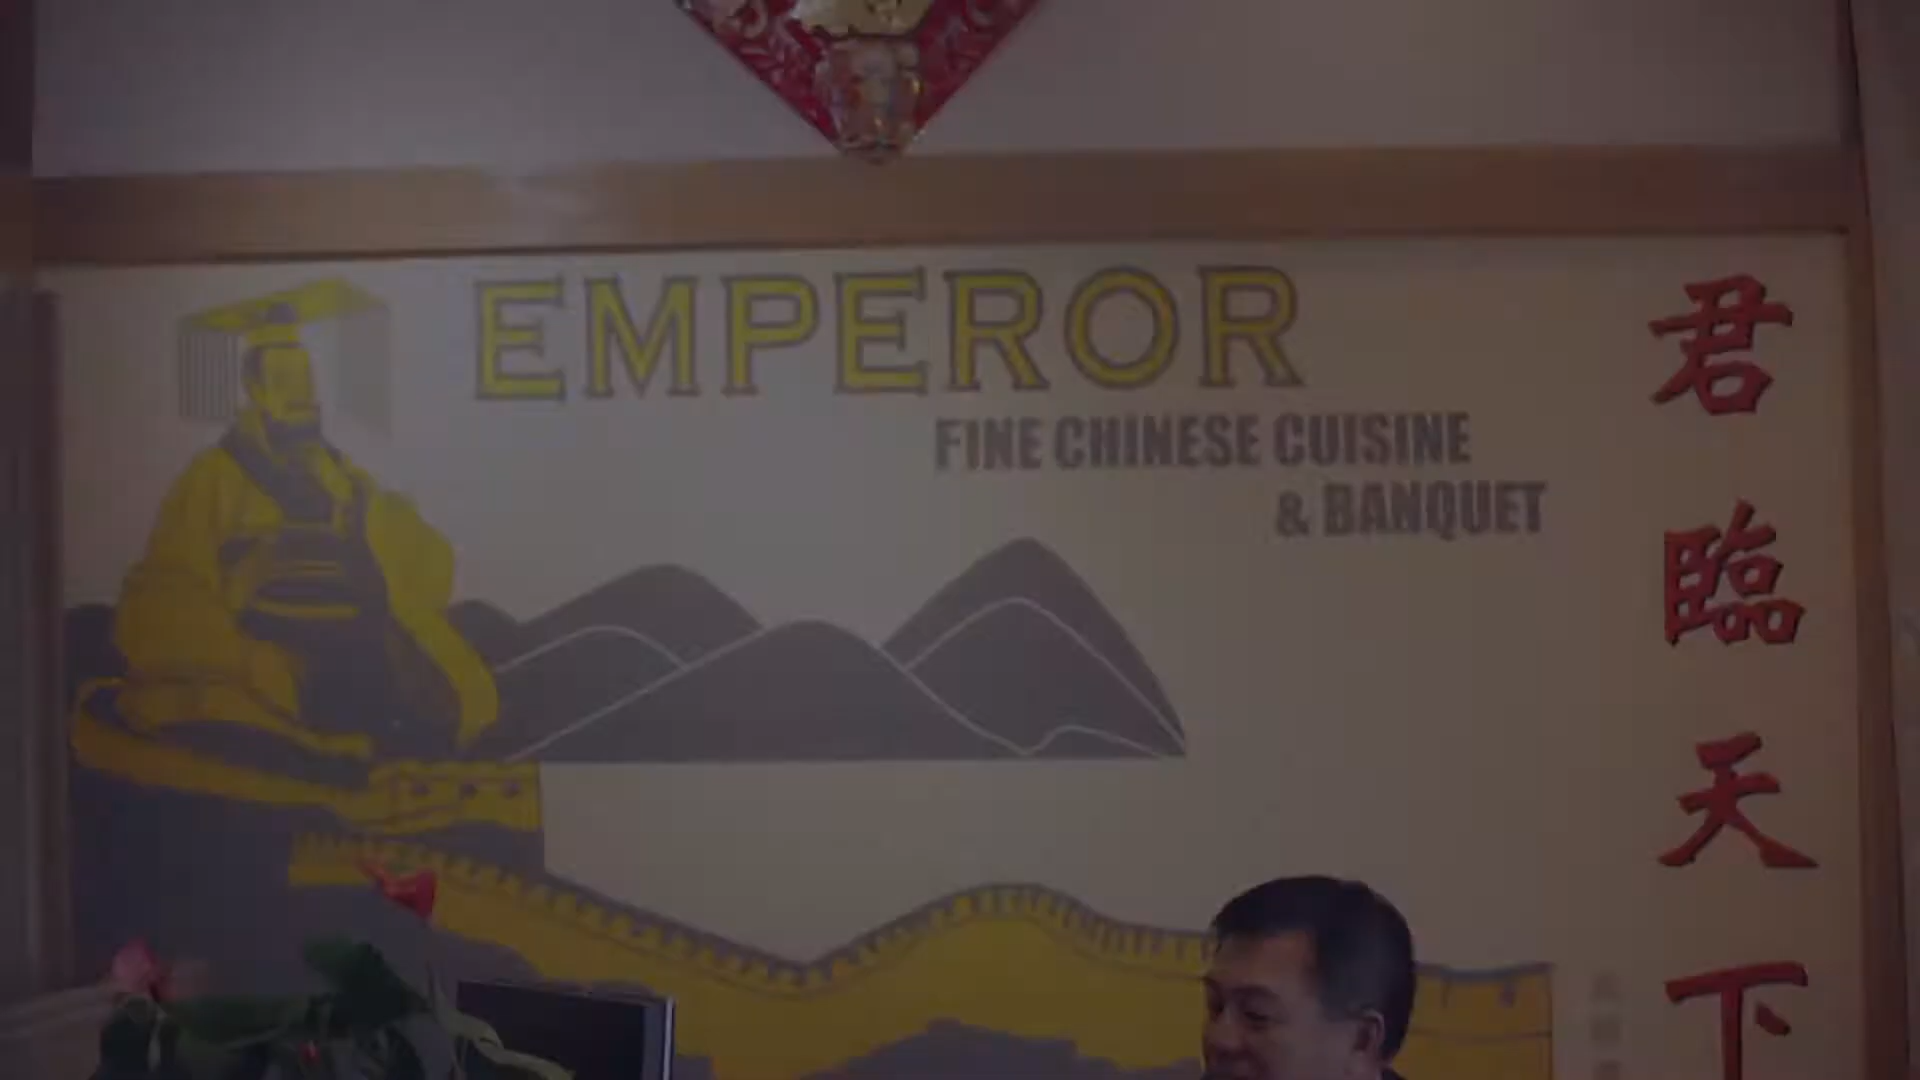 EMPEROR
FINE CHINESE CUISINE
& BANQUET
君臨天下